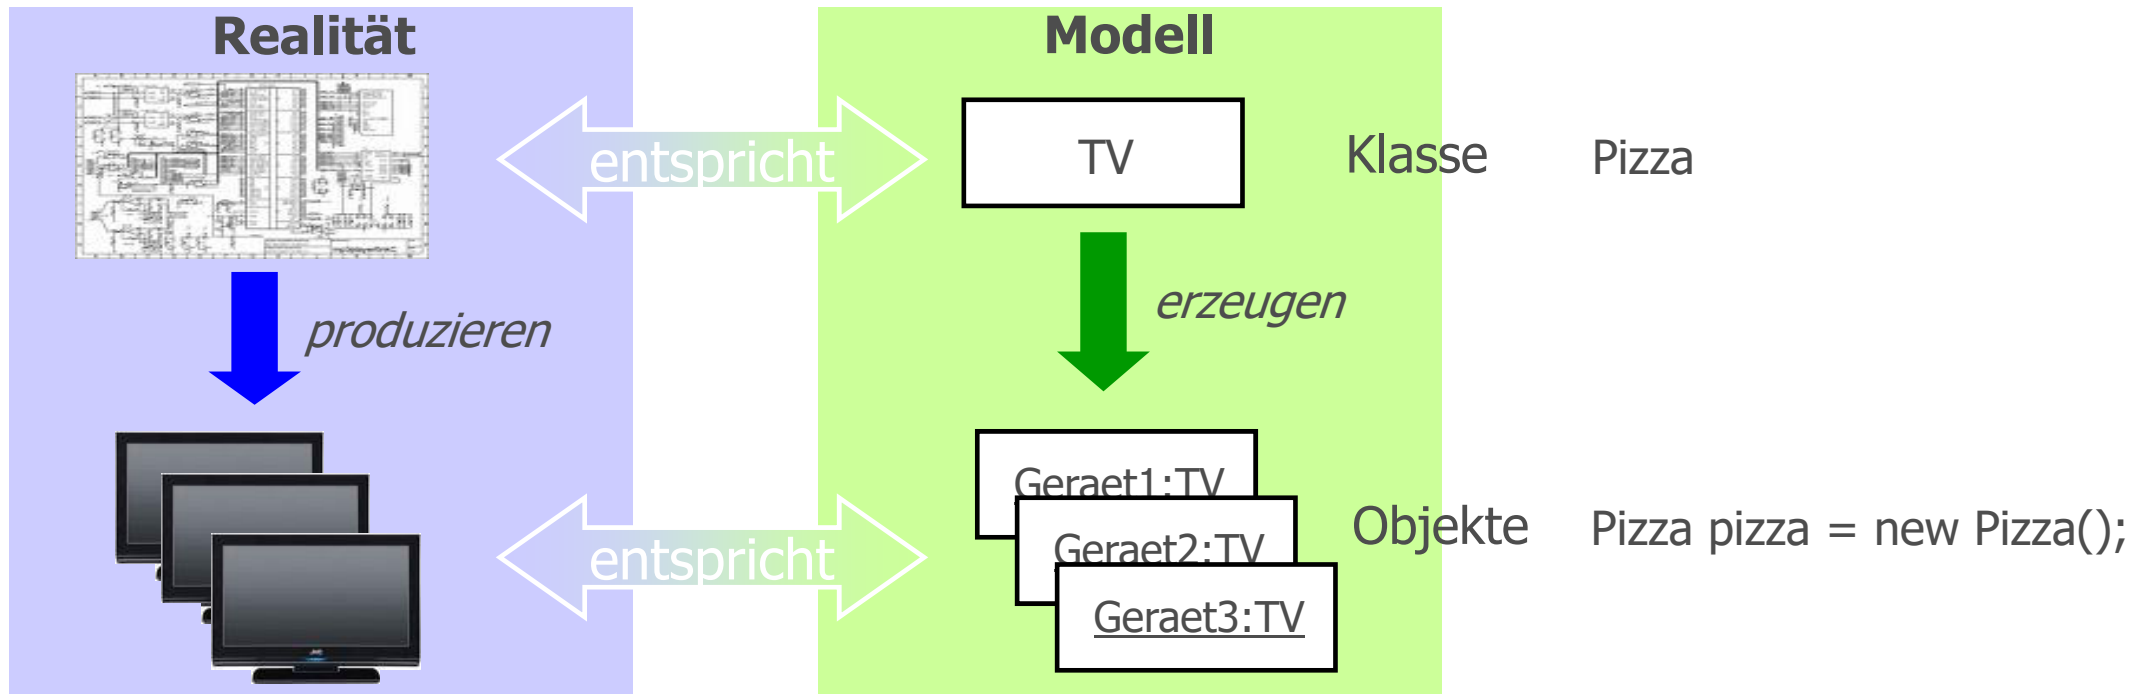 Realität
Modell
entspricht
TV
Klasse
Pizza
produzieren
erzeugen
Geraet1:TV
Geraet2:TV
Geraet3:TV
entspricht
Objekte
Pizza pizza = new Pizza();